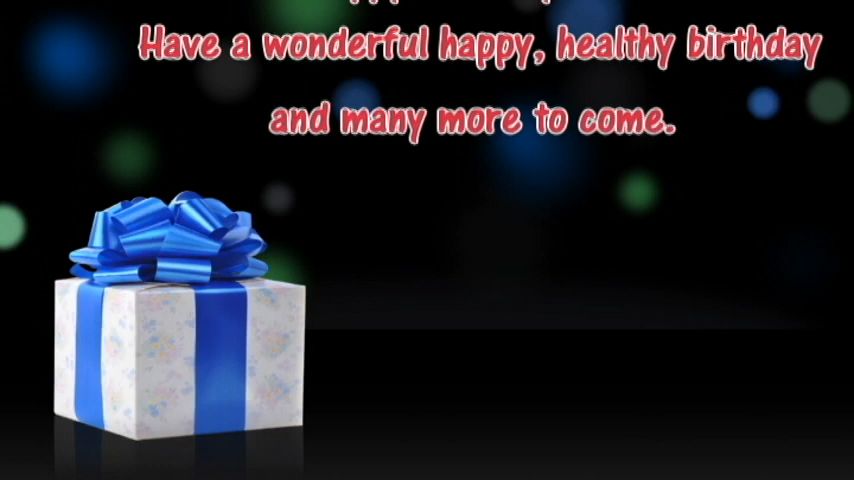 Have a wonderful happy, healthy birthday
and many more to come.